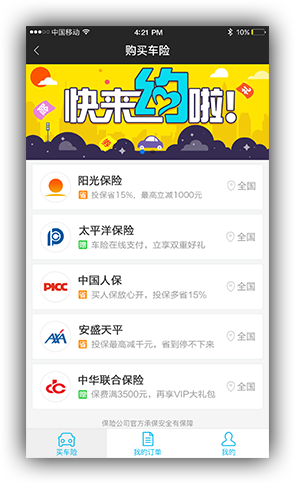 中国移动
4:21 PM
购买车险
快来约啦!
阳光保险
省 投保省15%，最高立减1000元
全国
太平洋保险
赠 车险在线支付，立享双重好礼
全国
PICC
中国人保
省 买人保放心开，投保多省15%
全国
AXA
安盛天平
省 投保最高减千元，省到停不下来
全国
中华联合保险
赠 保费满3500元，再享VIP大礼包
全国
保险公司官方承保安全有保障
买车险
我的订单
我的